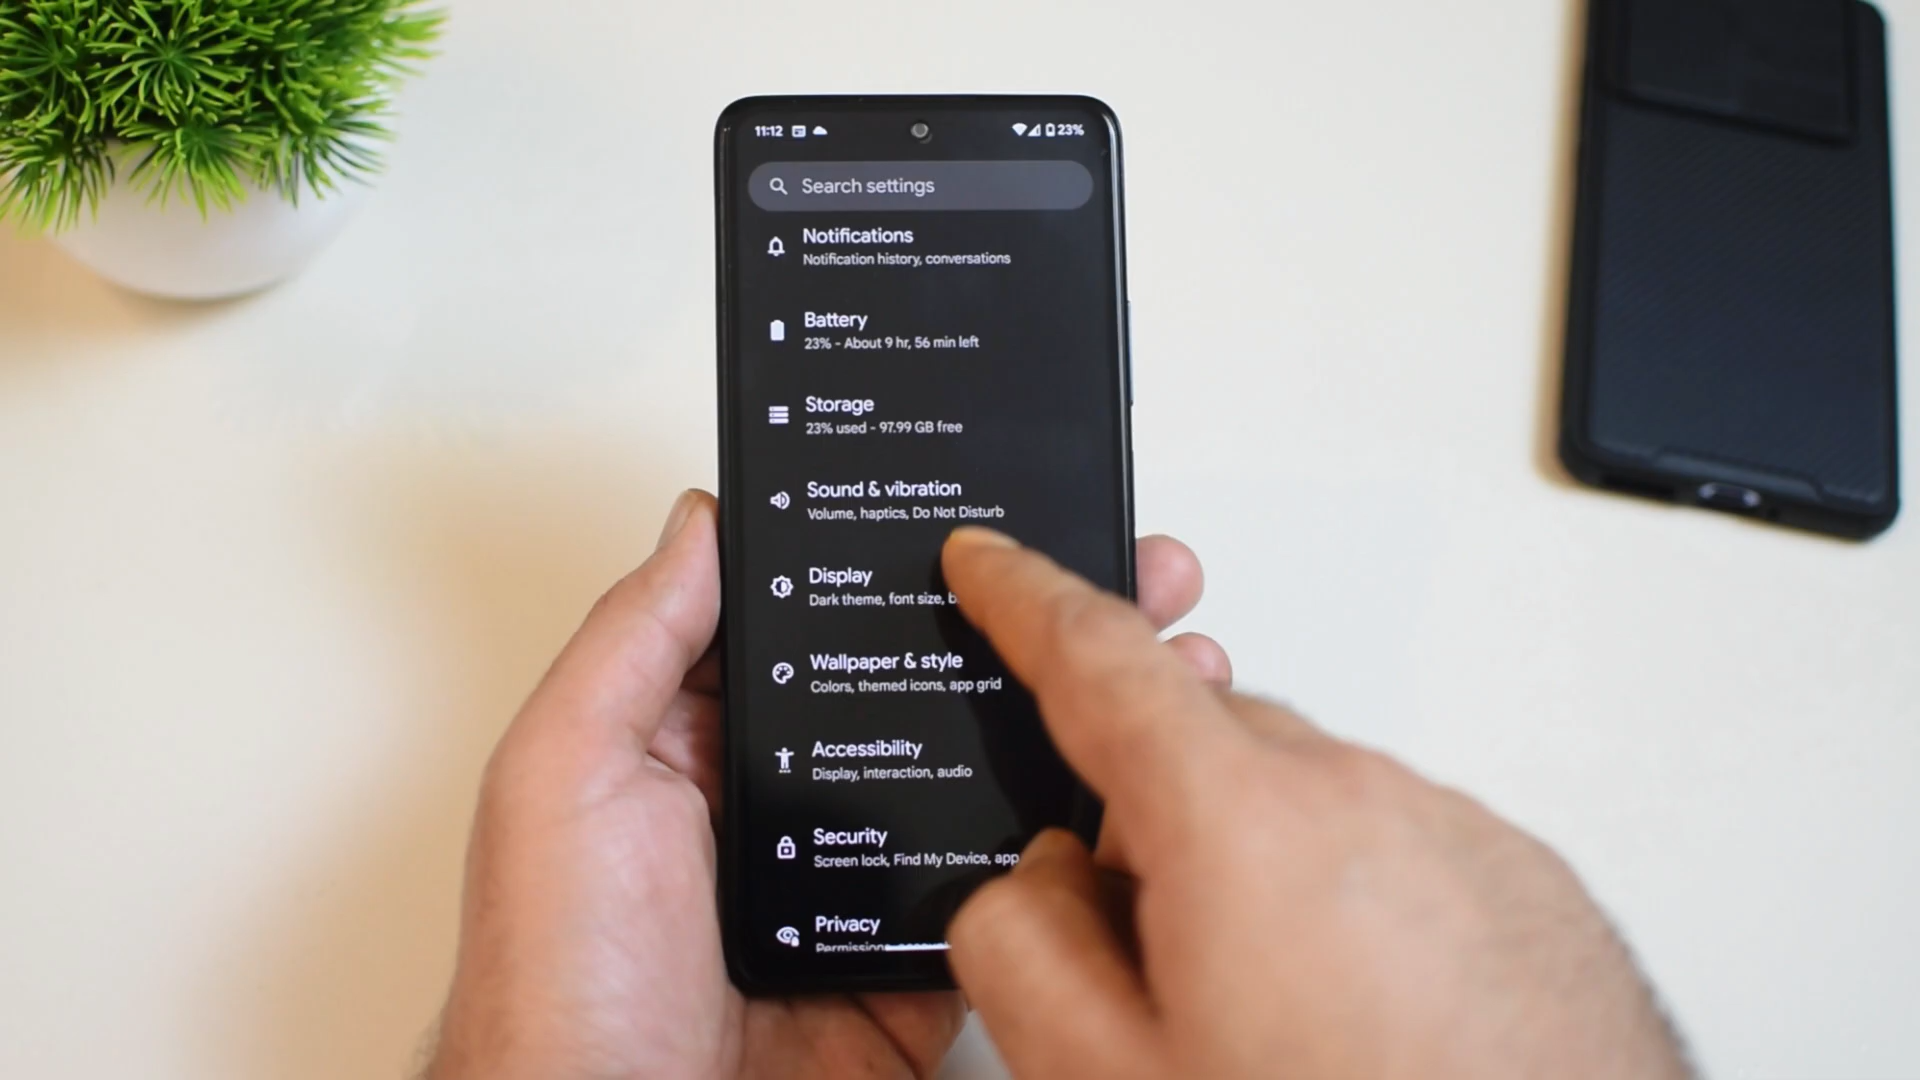 11:12
23%
Search settings
Notifications
Notification history, conversations
Battery
23% - About 9 hr, 56 min left
Storage
23% used - 97.99 GB free
Sound & vibration
Volume, haptics, Do Not Disturb
Display
Dark theme, font size,
Wallpaper & style
Colors, themed icons, app grid
Accessibility
Display, interaction, audio
Security
Screen lock, Find My Device, app
Privacy